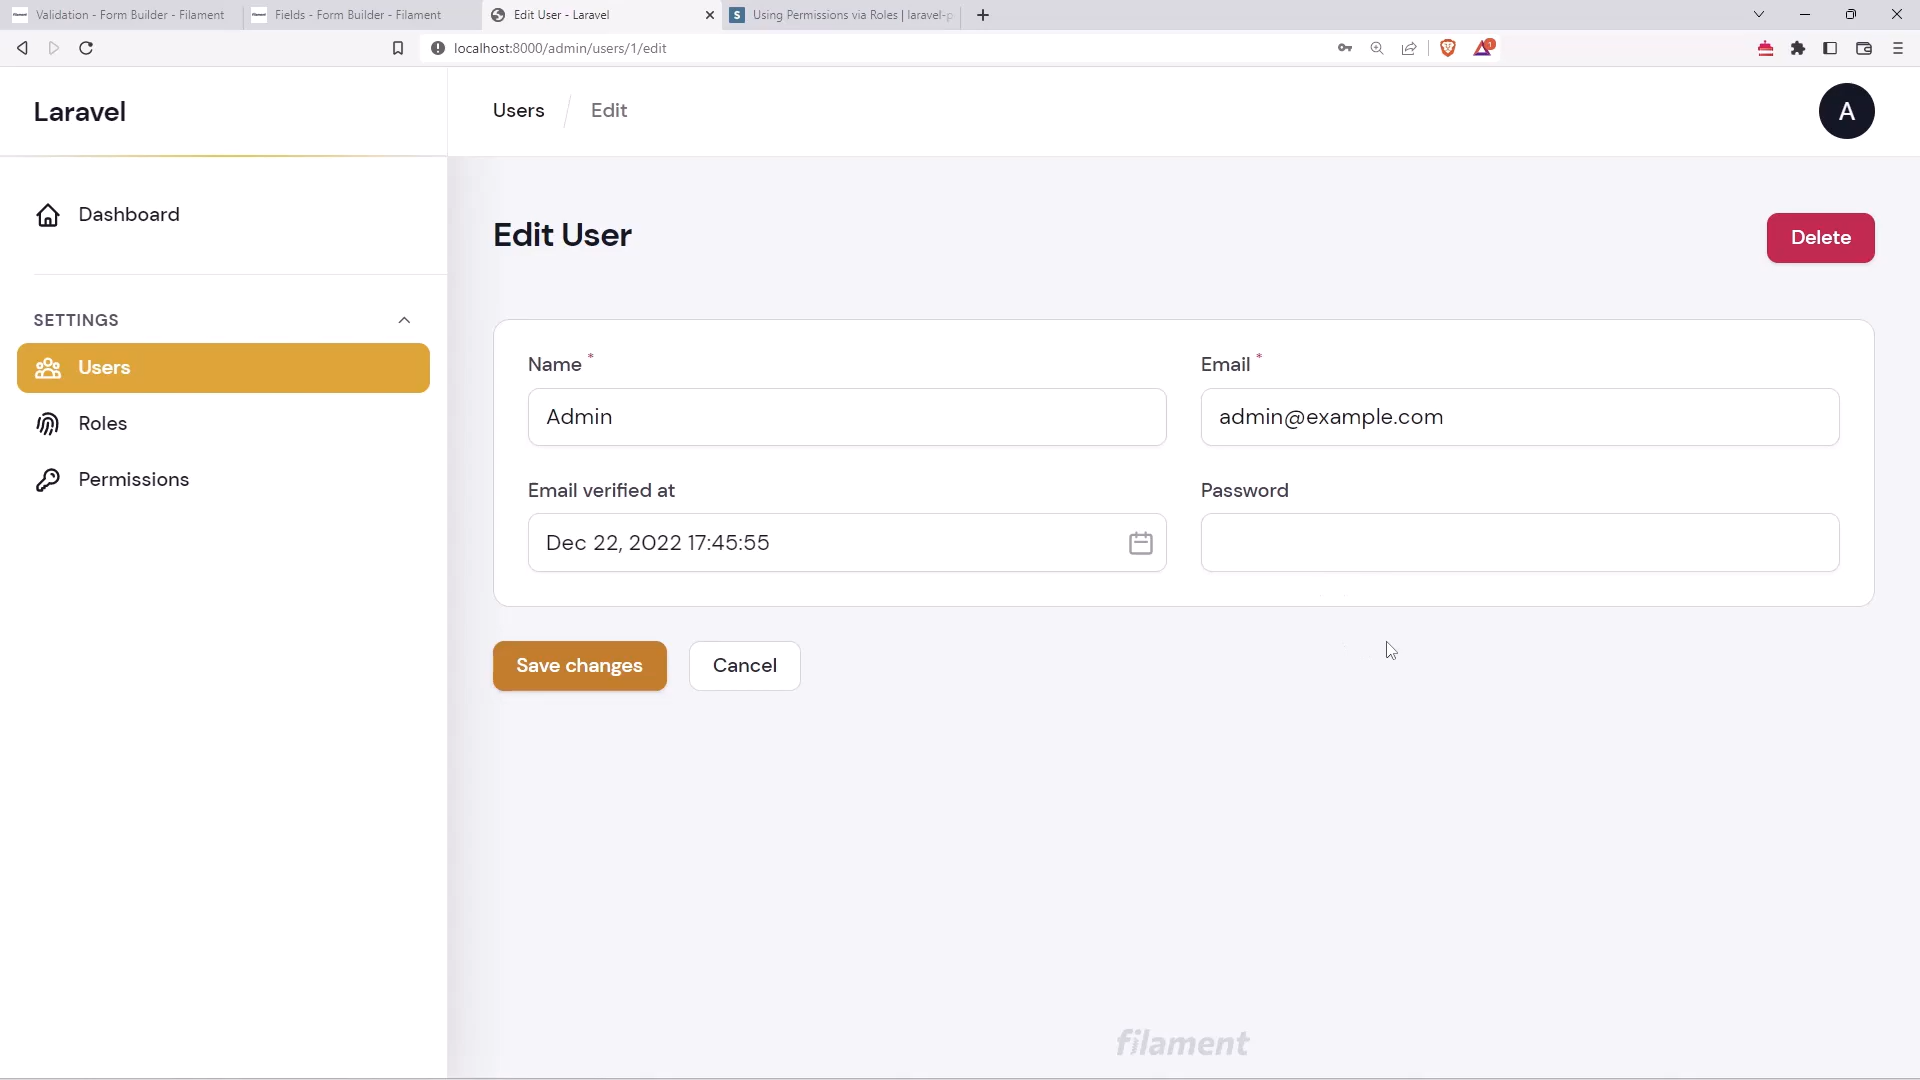 Validation - Form Builder - Filament
Fields - Form Builder - Filament
Edit User - Laravel
S Using Permissions via Roles | laravel-p
localhost:8000/admin/users/1/edit
1
Laravel
Users
Edit
A
Dashboard
Edit User
Delete
SETTINGS
Users
Roles
Permissions
Name *
Email *
Admin
admin@example.com
Email verified at
Password
Dec 22, 2022 17:45:55
Save changes
Cancel
filament